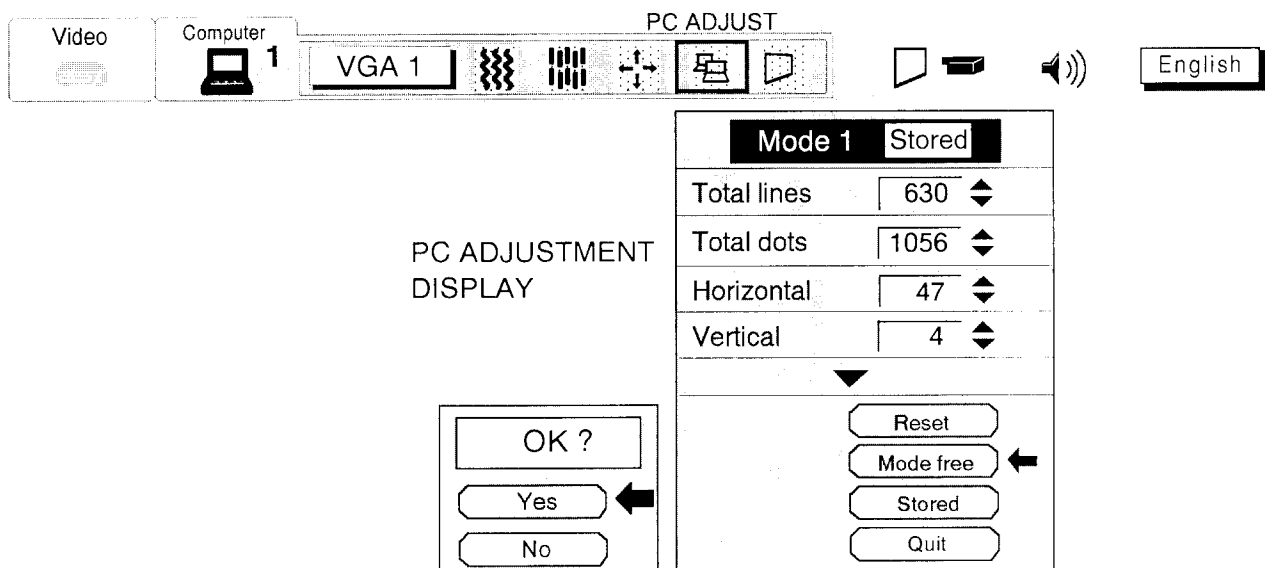 PC ADJUST
Video
Computer
1
VGA 1
English
Mode 1 Stored
Total lines 630
Total dots 1056
Horizontal 47
Vertical 4
PC ADJUSTMENT
DISPLAY
Reset
Mode free
Stored
Quit
OK ?
Yes
No